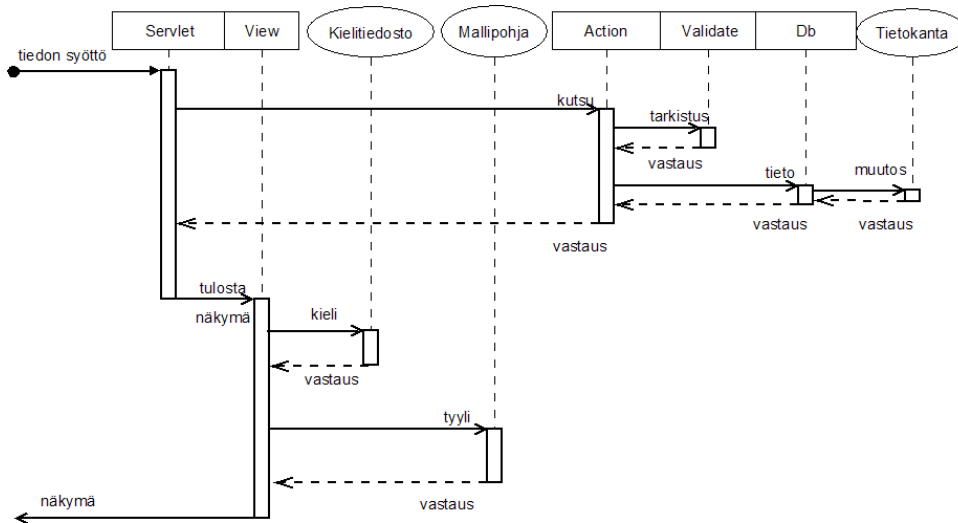 Servlet
View
Kielitiedosto
Mallipohja
Action
Validate
Db
Tietokanta
tiedon syöttö
kutsu
tarkistus
vastaus
tieto
muutos
vastaus
vastaus
vastaus
tulosta
näkymä
kieli
vastaus
tyyli
vastaus
näkymä